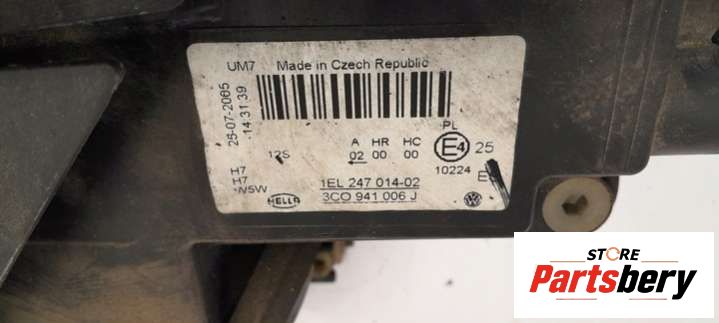 UM7 Made in Czech Republic
25-07-2005
14:31:39
PL
12S
A HR HC
02 00 00
E4 25
10224
H7
H7
W5W
1EL 247 014-02
HELLA
3C0 941 006 J
E
STORE
Partsbery